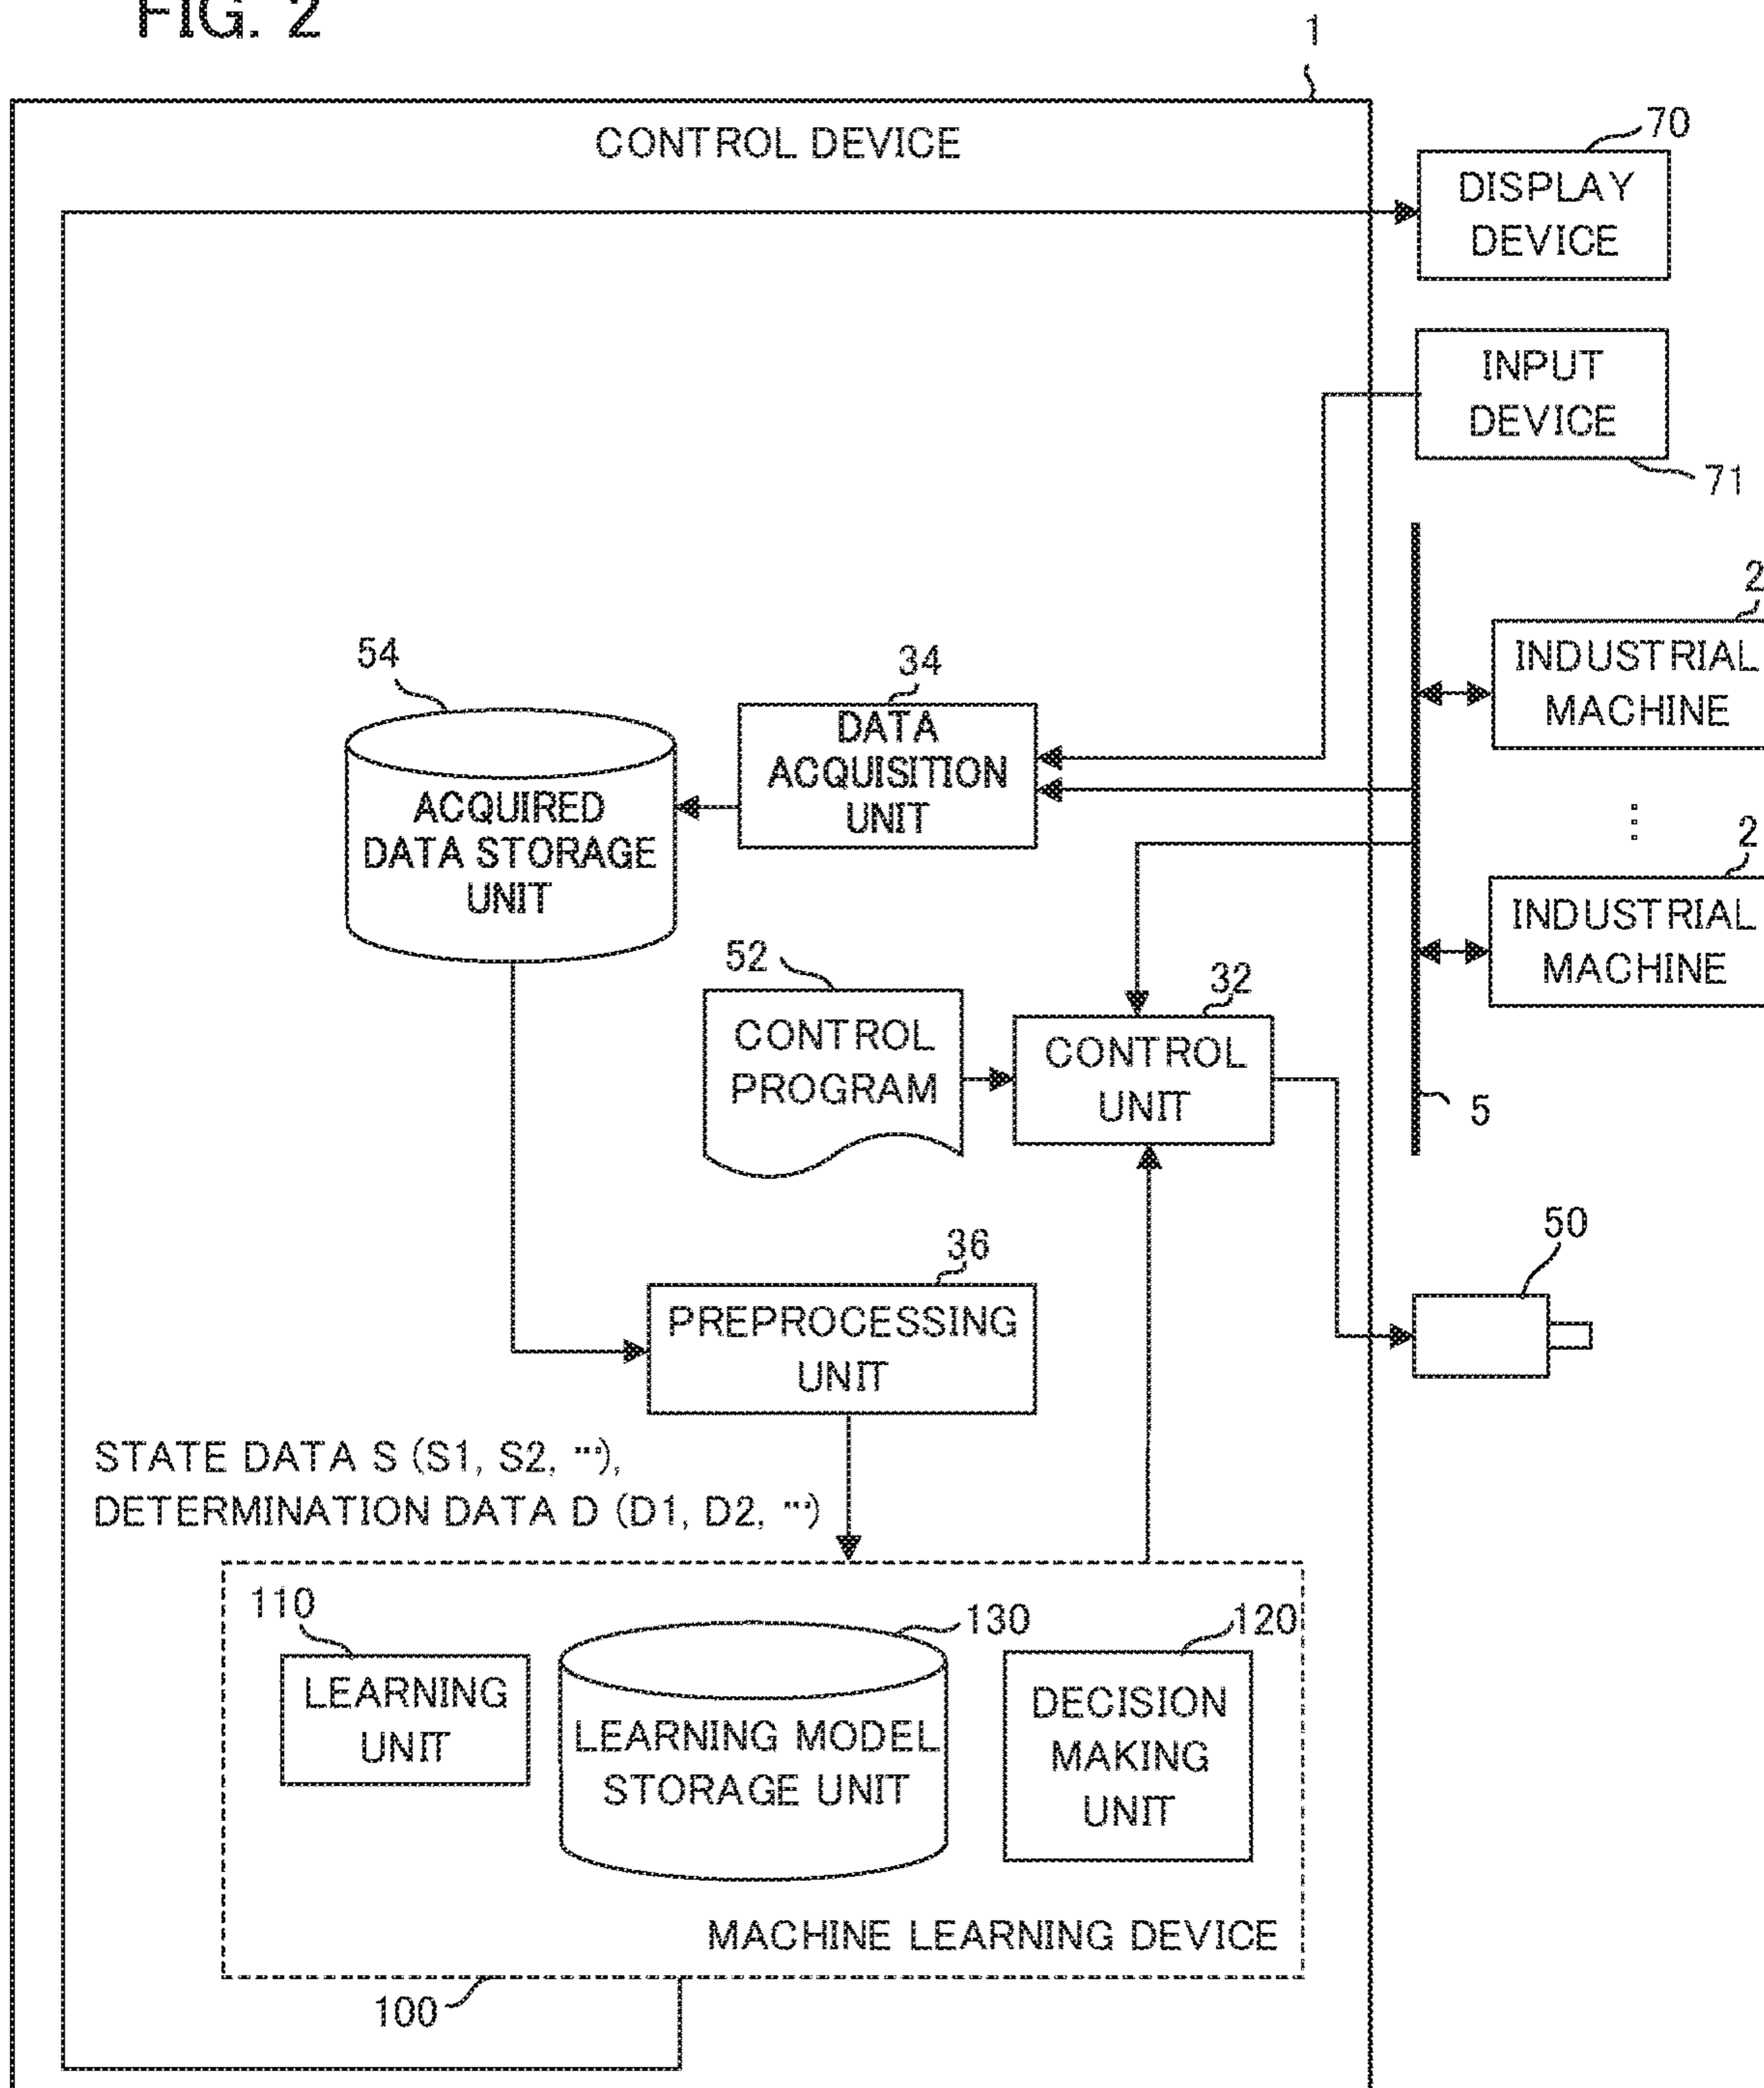 FIG. 2
1
CONTROL DEVICE
70
DISPLAY
DEVICE
INPUT
DEVICE
71
2
INDUSTRIAL
MACHINE
54
34
DATA
ACQUISITION
UNIT
ACQUIRED
DATA STORAGE
UNIT
2
INDUSTRIAL
MACHINE
52
32
CONTROL
PROGRAM
CONTROL
UNIT
5
50
36
PREPROCESSING
UNIT
STATE DATA S (S1, S2, ···),
DETERMINATION DATA D (D1, D2, ···)
110
130
120
LEARNING
UNIT
LEARNING MODEL
STORAGE UNIT
DECISION
MAKING
UNIT
MACHINE LEARNING DEVICE
100